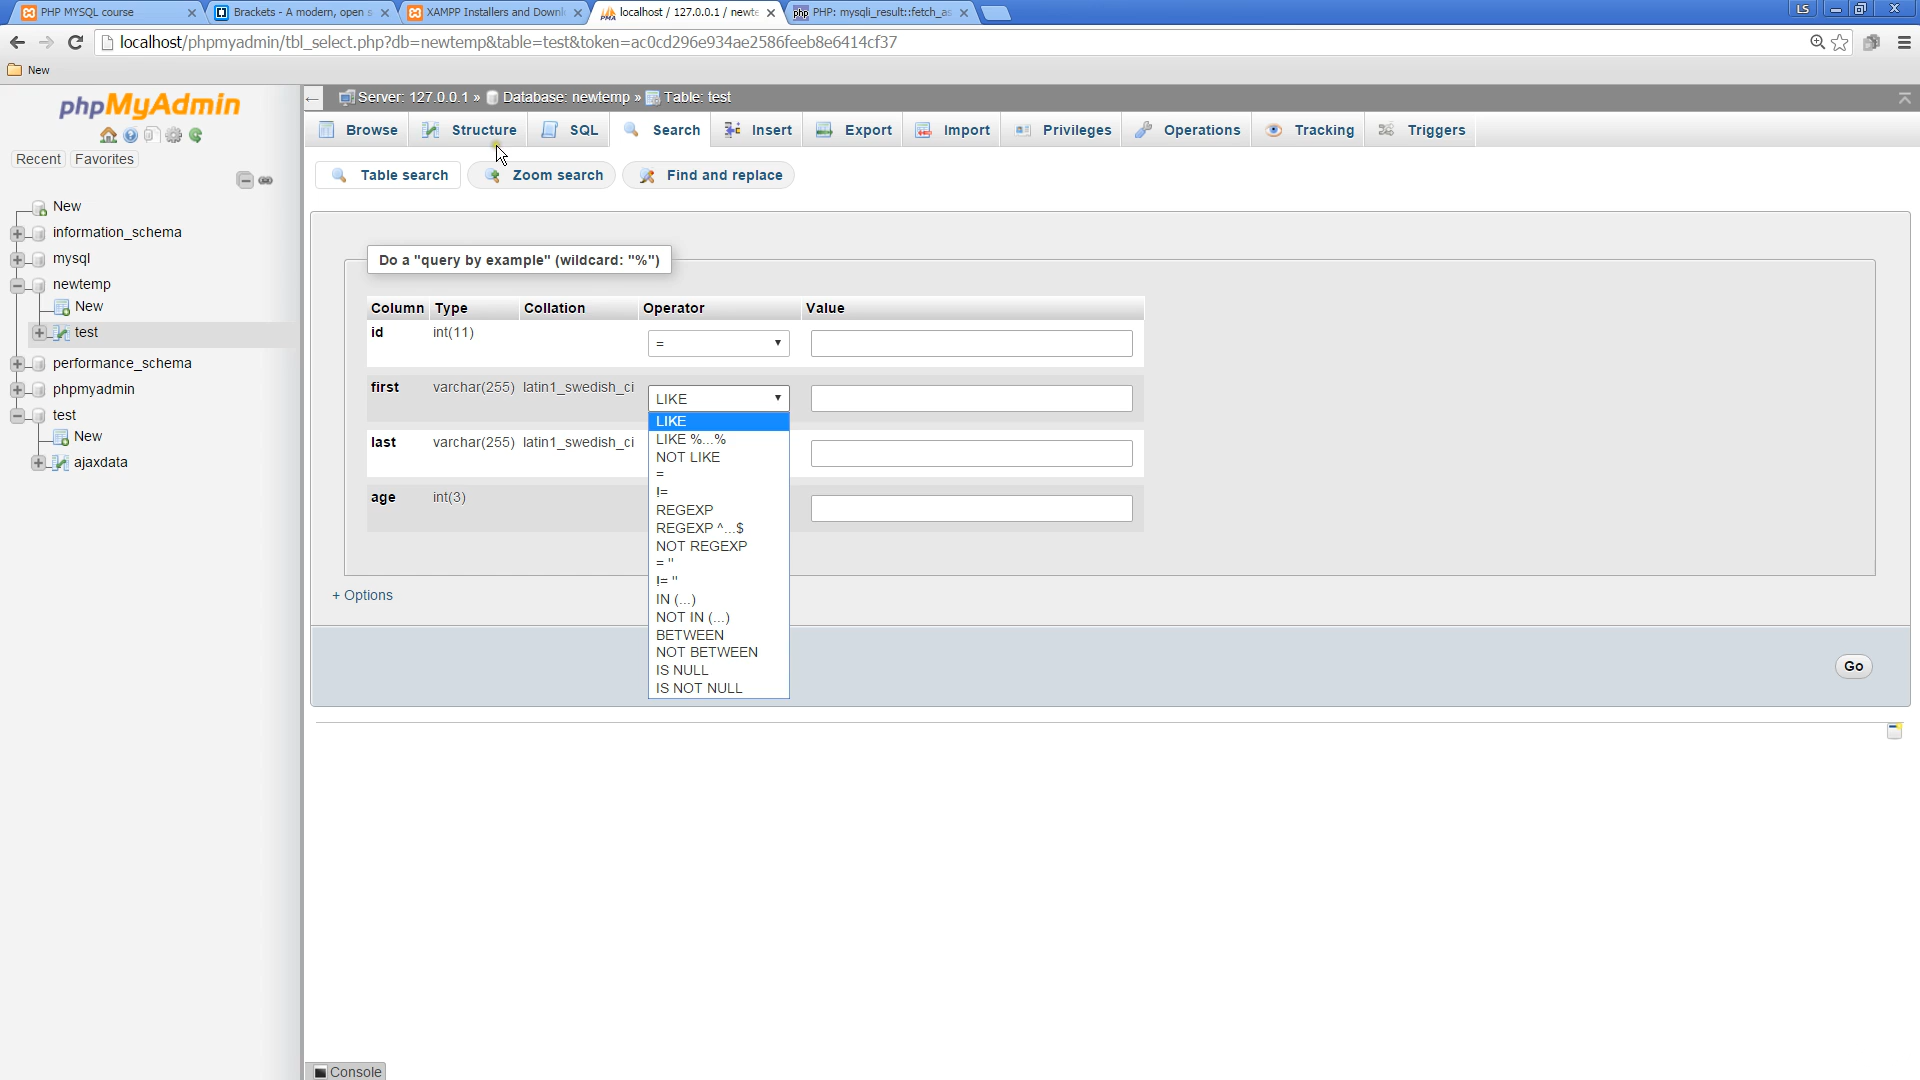 PHP MYSQL course
Brackets - A modern, open s
XAMPP Installers and Downl
localhost / 127.0.0.1 / newte
PHP: mysqli_result::fetch_as
LS
localhost/phpmyadmin/tbl_select.php?db=newtemp&table=test&token=ac0cd296e934ae2586feeb8e6414cf37
New
phpMyAdmin
Recent Favorites
New
information_schema
mysql
newtemp
New
test
performance_schema
phpmyadmin
test
New
ajaxdata
Server: 127.0.0.1 » Database: newtemp » Table: test
Browse Structure SQL Search Insert Export Import Privileges Operations Tracking Triggers
Table search Zoom search Find and replace
Do a "query by example" (wildcard: "%")
Column Type Collation Operator Value
id int(11) =
first varchar(255) latin1_swedish_ci LIKE
last varchar(255) latin1_swedish_ci
age int(3)
LIKE
LIKE %...%
NOT LIKE
=
!=
REGEXP
REGEXP ^...$
NOT REGEXP
= ''
!= ''
IN (...)
NOT IN (...)
BETWEEN
NOT BETWEEN
IS NULL
IS NOT NULL
+ Options
Go
Console